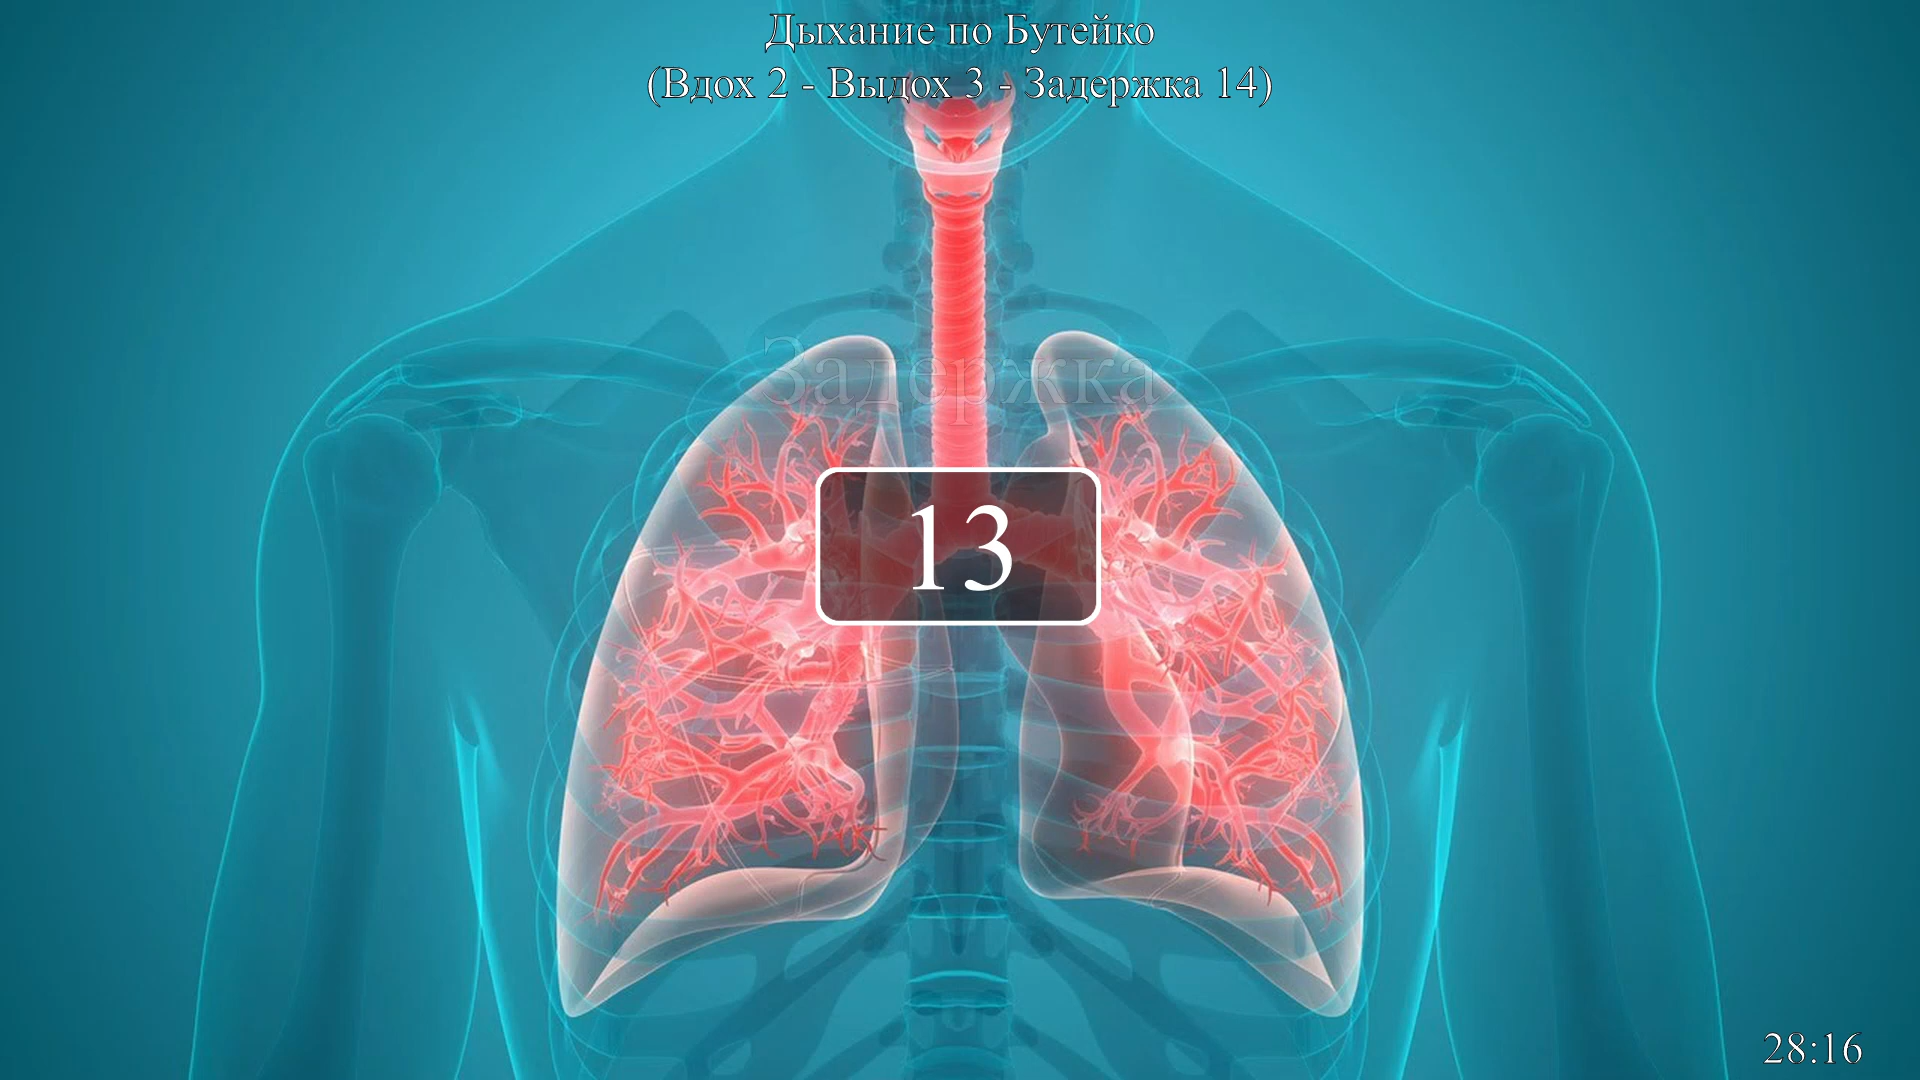 Дыхание по Бутейко
(Вдох 2 - Выдох 3 - Задержка 14)
Задержка
13
28:16